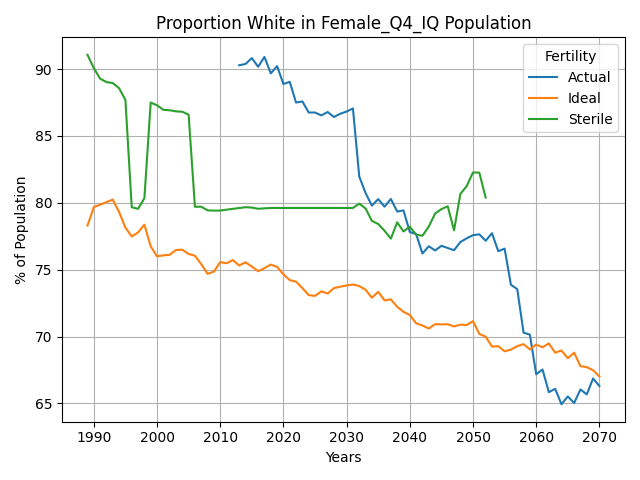 Proportion White in Female_Q4_IQ Population
% of Population
90
85
80
75
70
65
Fertility
Actual
Ideal
Sterile
1990 2000 2010 2020 2030 2040 2050 2060 2070
Years